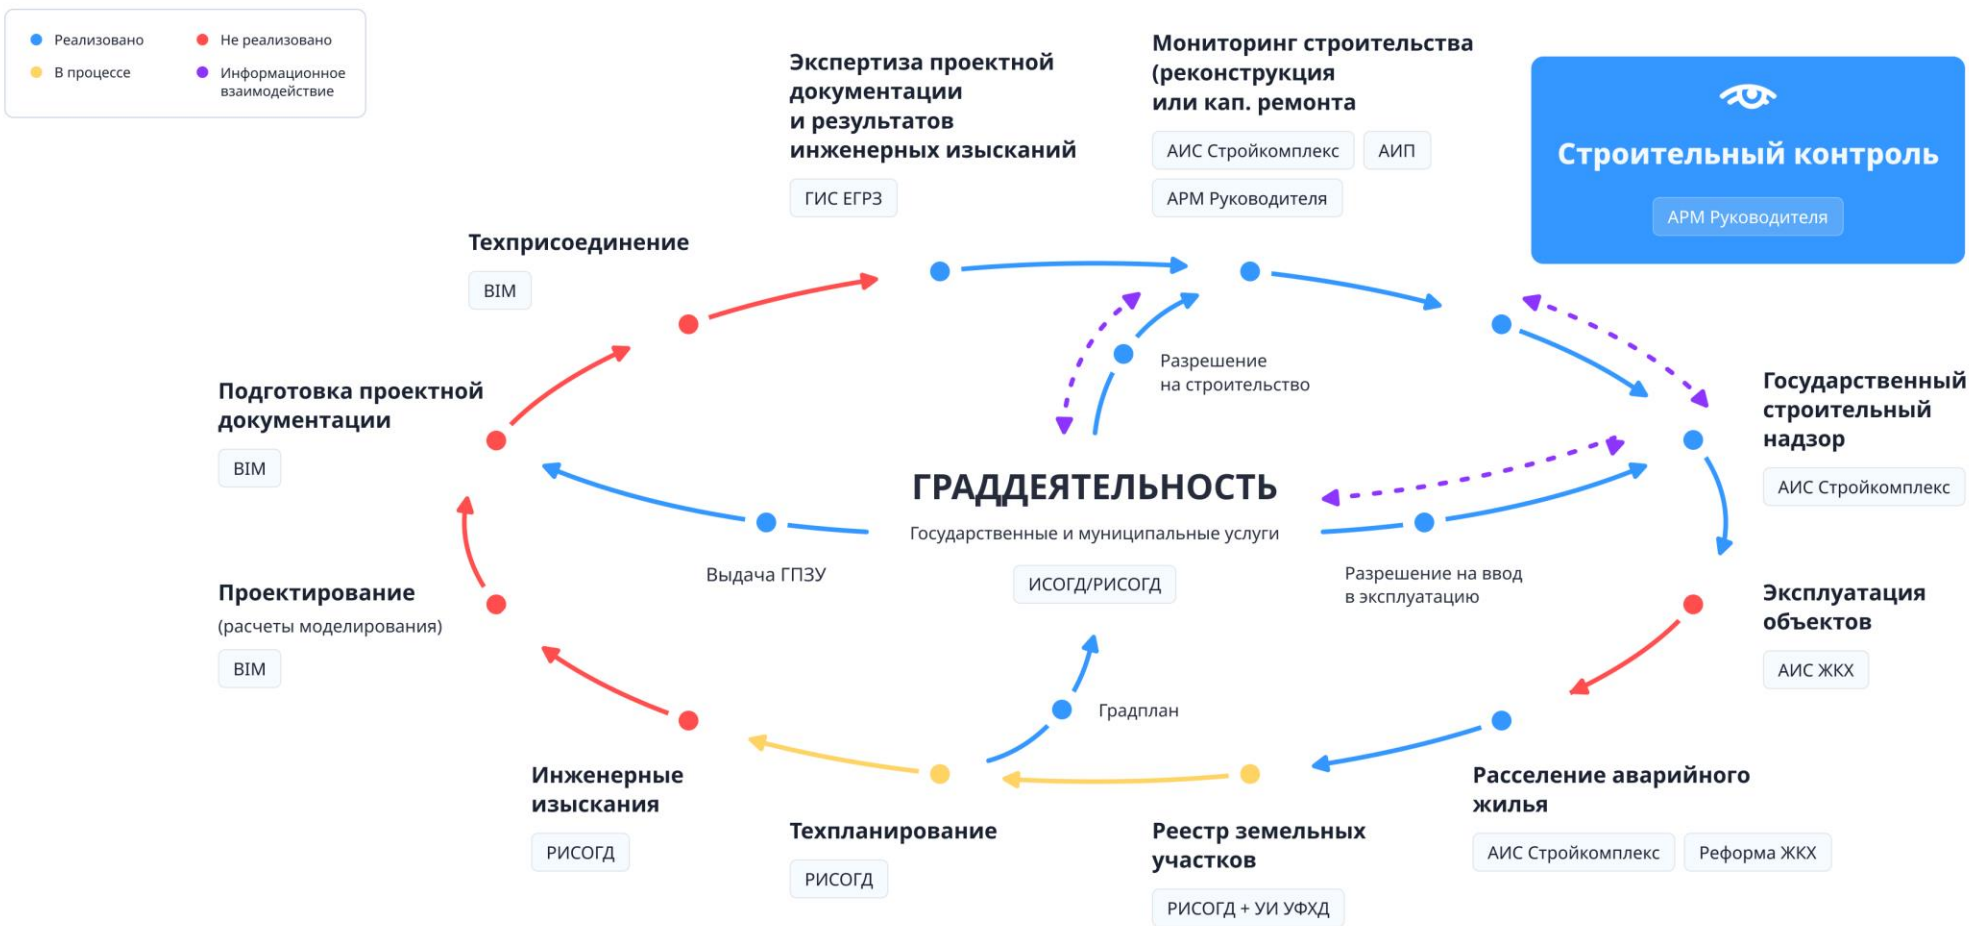 Реализовано
Не реализовано
В процессе
Информационное
взаимодействие
Экспертиза проектной
документации
и результатов
инженерных изысканий
ГИС ЕГРЗ
Мониторинг строительства
(реконструкция
или кап. ремонта
АИС Стройкомплекс
АИП
АРМ Руководителя
Строительный контроль
АРМ Руководителя
Техприсоединение
BIM
Разрешение
на строительство
Подготовка проектной
документации
BIM
Государственный
строительный
надзор
АИС Стройкомплекс
ГРАДДЕЯТЕЛЬНОСТЬ
Государственные и муниципальные услуги
ИСОГД/РИСОГД
Выдача ГПЗУ
Разрешение на ввод
в эксплуатацию
Проектирование
(расчеты моделирования)
BIM
Эксплуатация
объектов
АИС ЖКХ
Градплан
Инженерные
изыскания
РИСОГД
Техпланирование
РИСОГД
Реестр земельных
участков
РИСОГД + УИ УФХД
Расселение аварийного
жилья
АИС Стройкомплекс
Реформа ЖКХ